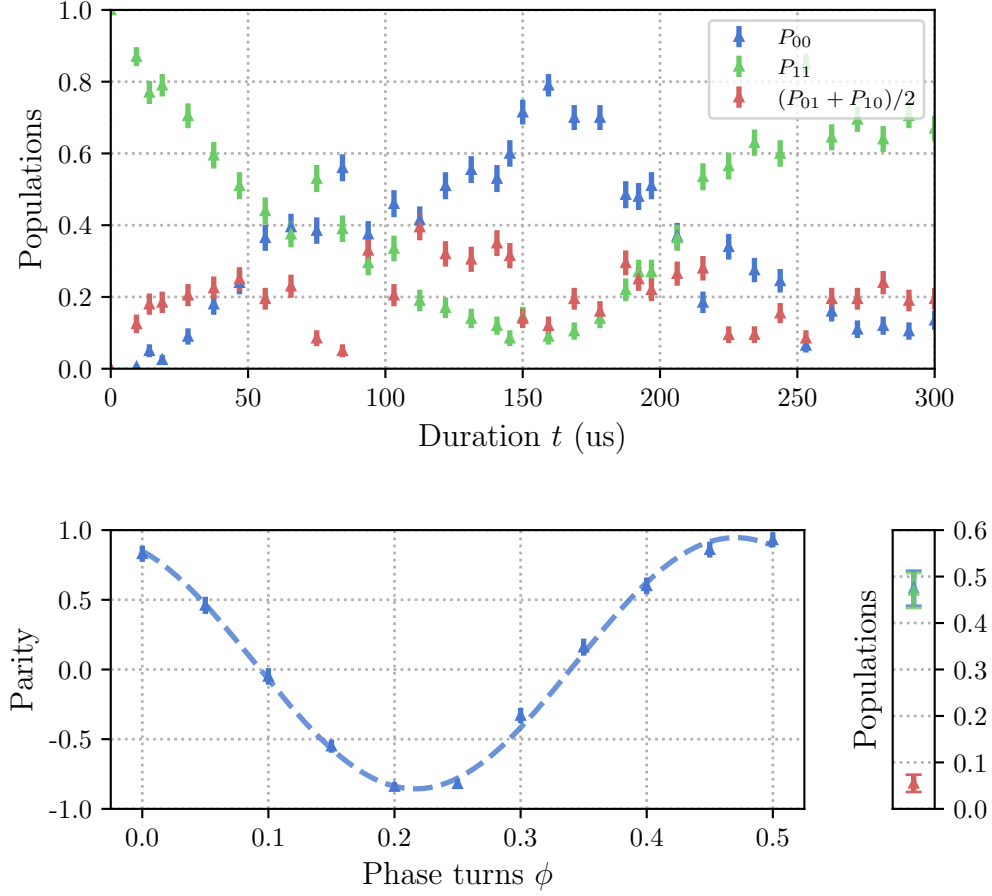 1.0
0.8
0.6
0.4
0.2
0.0
Populations
P₀₀
P₁₁
(P₀₁ + P₁₀)/2
0 50 100 150 200 250 300
Duration t (us)
1.0
0.5
0.0
-0.5
-1.0
Parity
0.0 0.1 0.2 0.3 0.4 0.5
Phase turns ϕ
Populations
0.6
0.5
0.4
0.3
0.2
0.1
0.0